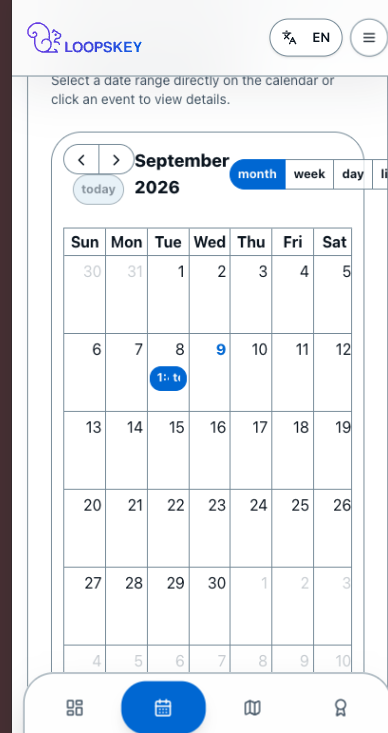 LOOPSKEY
EN
Select a date range directly on the calendar or
click an event to view details.
September
2026
today
month week day li
Sun Mon Tue Wed Thu Fri Sat
30 31 1 2 3 4 5
6 7 8 9 10 11 12
13 14 15 16 17 18 19
20 21 22 23 24 25 26
27 28 29 30 1 2 3
4 5 6 7 8 9 10